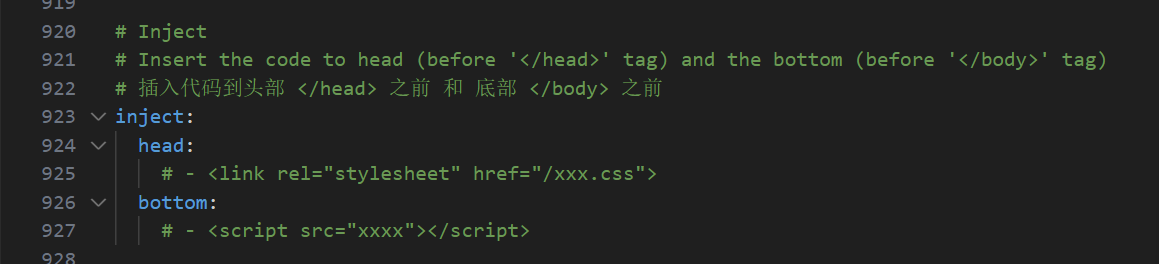 919
920 # Inject
921 # Insert the code to head (before '</head>' tag) and the bottom (before '</body>' tag)
922 # 插入代码到头部 </head> 之前 和 底部 </body> 之前
923 inject:
924 head:
925 # - <link rel="stylesheet" href="/xxx.css">
926 bottom:
927 # - <script src="xxxx"></script>
928